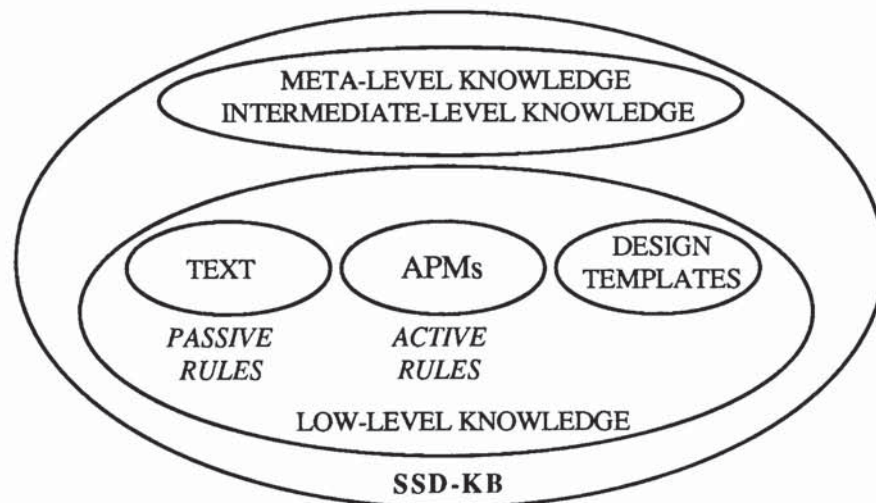 META-LEVEL KNOWLEDGE
INTERMEDIATE-LEVEL KNOWLEDGE
TEXT
APMs
DESIGN
TEMPLATES
PASSIVE
RULES
ACTIVE
RULES
LOW-LEVEL KNOWLEDGE
SSD-KB